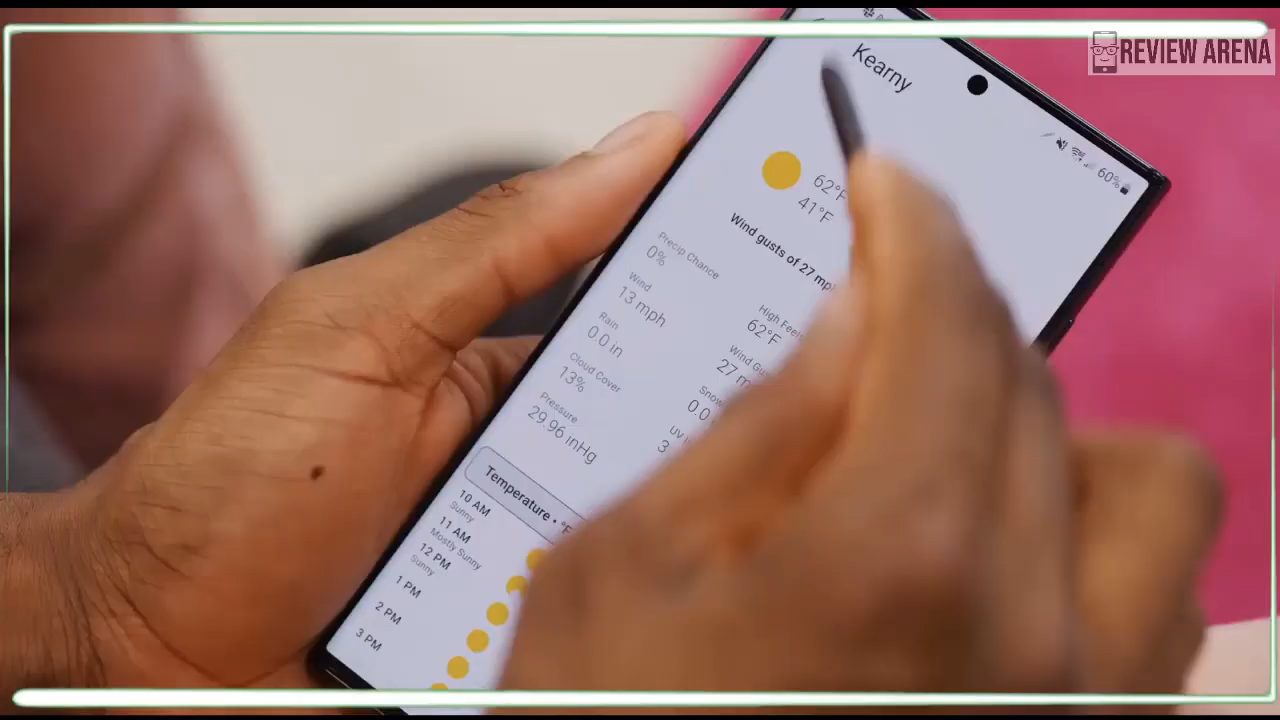 REVIEW ARENA
Kearny
60%
62°F
41°F
Wind gusts of 27 mph
Precip Chance
0%
Wind
13 mph
Rain
0.0 in
Cloud Cover
13%
Pressure
29.96 inHg
High Feels
62°F
Wind Gu
27 m
Snow
0.0
UV I
3
Temperature • °F
10 AM
Sunny
11 AM
Mostly Sunny
12 PM
Sunny
1 PM
2 PM
3 PM